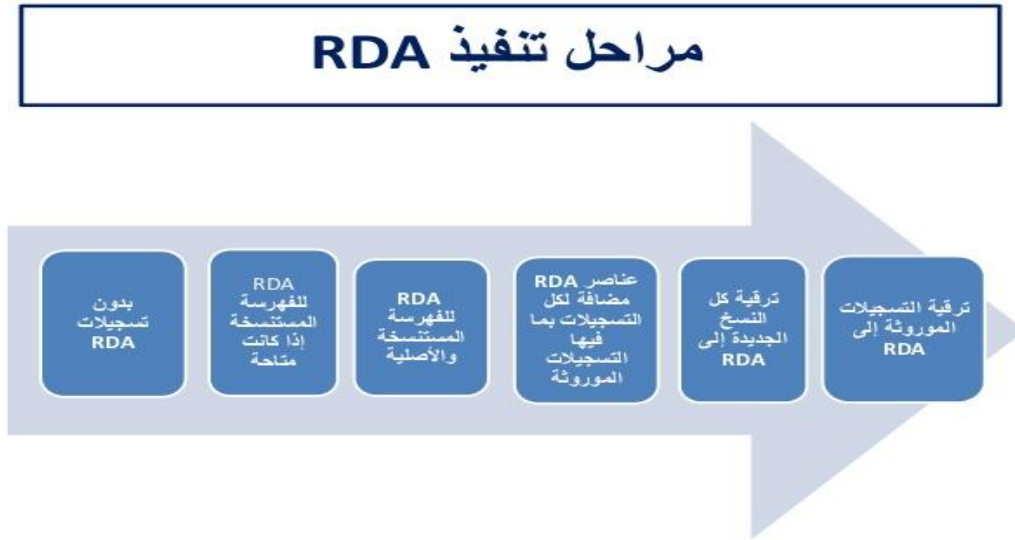 مراحل تنفيذ RDA
بدون
تسجيلات
RDA
RDA
للفهرسة
المستنسخة
إذا كانت
متاحة
RDA
للفهرسة
المستنسخة
والأصلية
عناصر RDA
مضافة لكل
التسجيلات بما
فيها
التسجيلات
الموروثة
ترقية كل
النسخ
الجديدة إلى
RDA
ترقية التسجيلات
الموروثة إلى
RDA